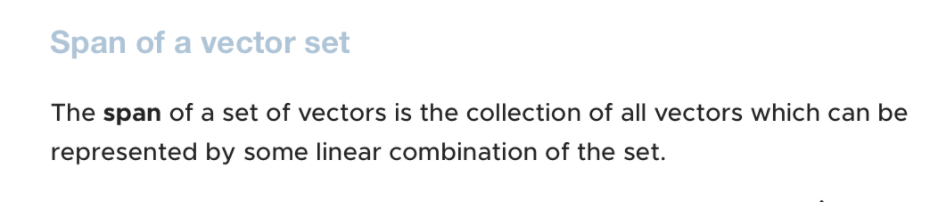 Span of a vector set
The span of a set of vectors is the collection of all vectors which can be
represented by some linear combination of the set.